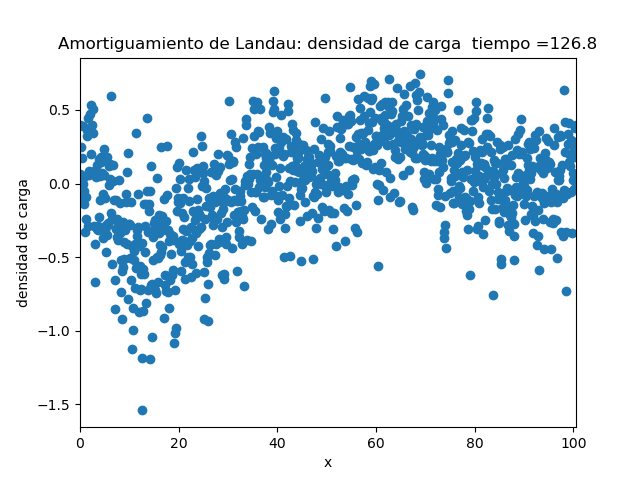 Amortiguamiento de Landau: densidad de carga  tiempo =126.8
densidad de carga
0.5
0.0
−0.5
−1.0
−1.5
0 20 40 60 80 100
x